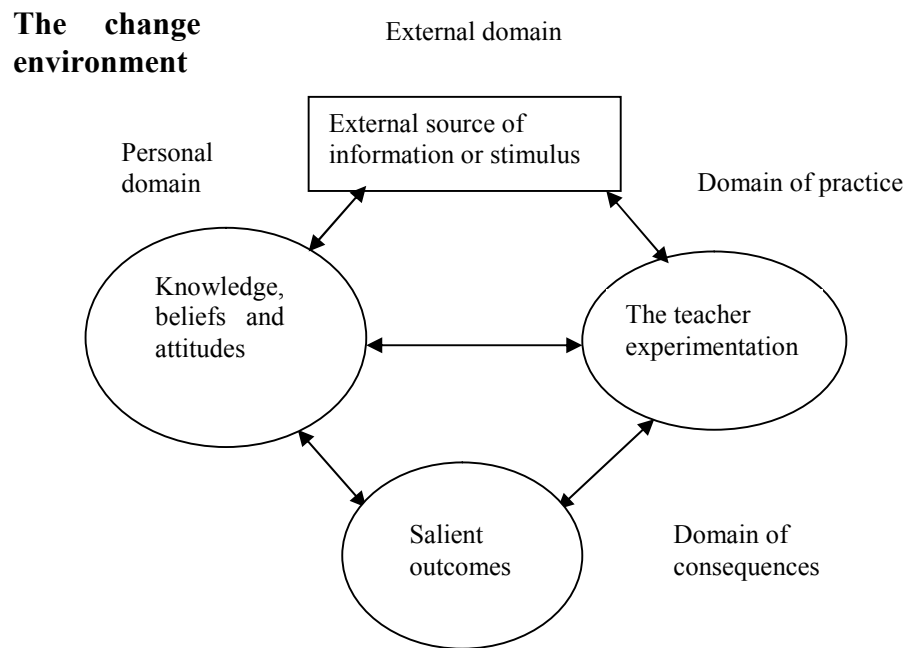 The change
environment
External domain
External source of
information or stimulus
Personal
domain
Domain of practice
Knowledge,
beliefs and
attitudes
The teacher
experimentation
Salient
outcomes
Domain of
consequences